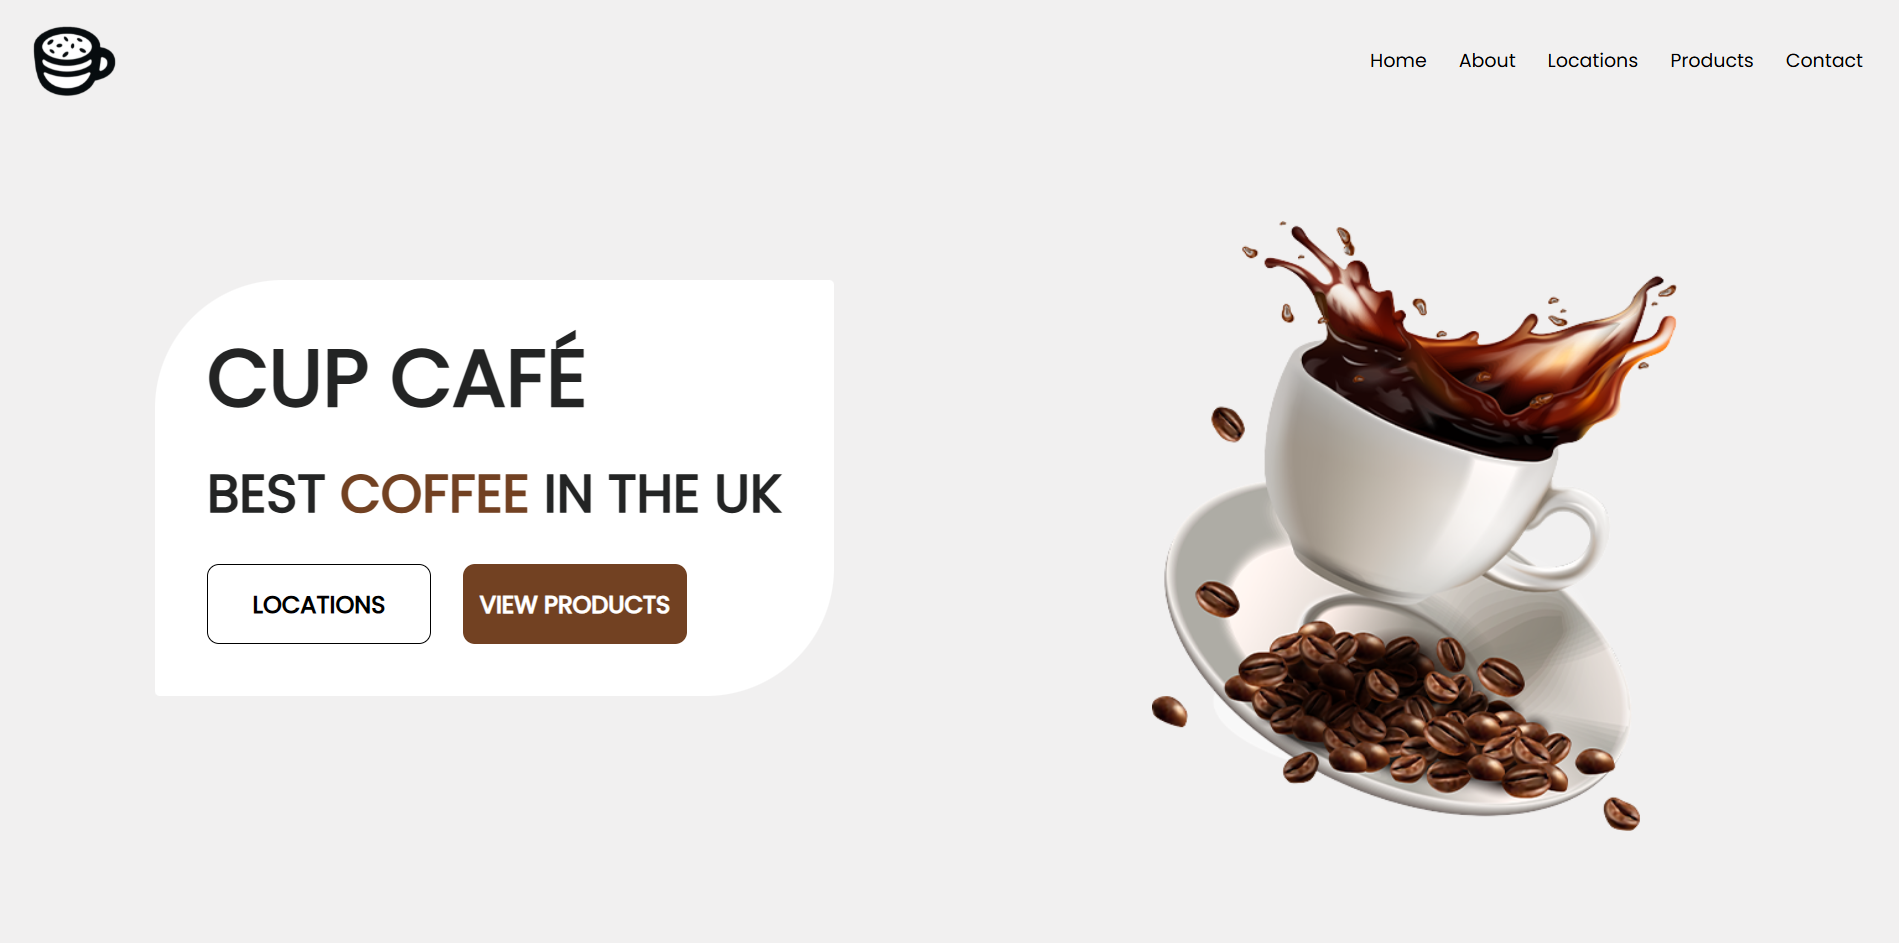 Home About Locations Products Contact
CUP CAFÉ
BEST COFFEE IN THE UK
LOCATIONS VIEW PRODUCTS